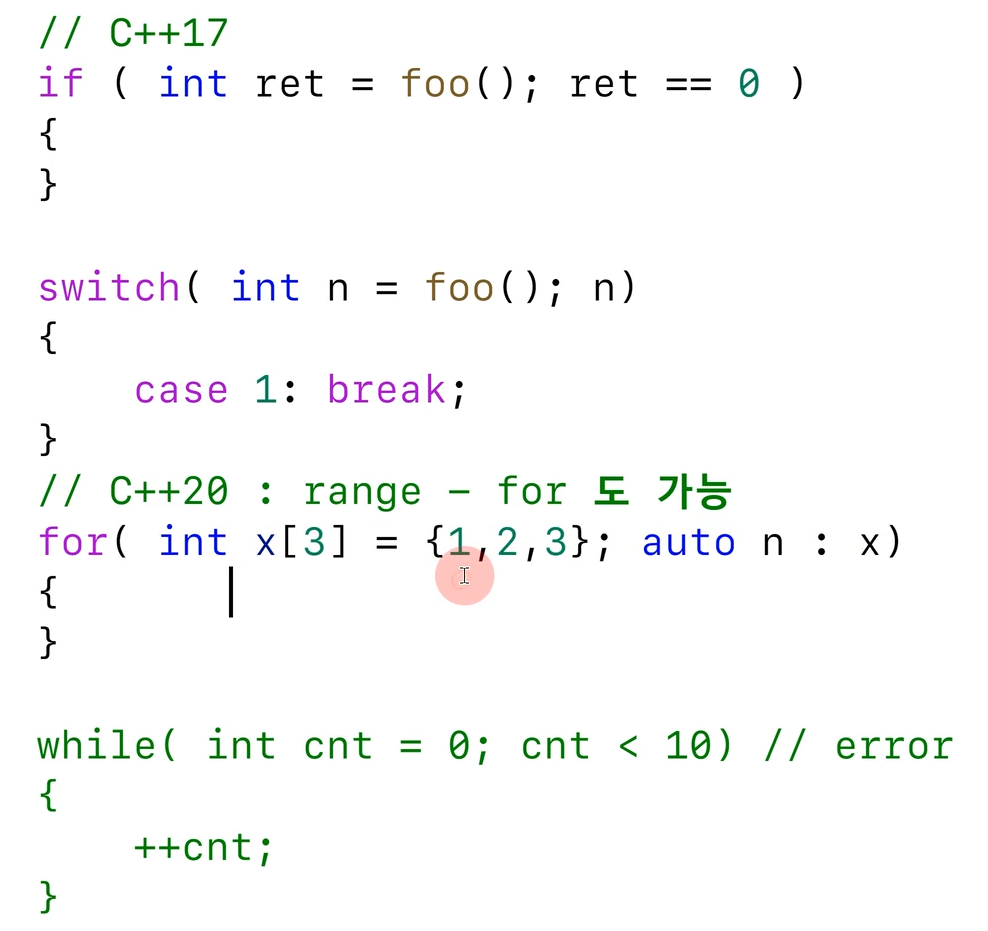 // C++17
if ( int ret = foo(); ret == 0 )
{
}
switch( int n = foo(); n)
{
    case 1: break;
}
// C++20 : range - for 도 가능
for( int x[3] = {1,2,3}; auto n : x)
{
}
while( int cnt = 0; cnt < 10) // error
{
    ++cnt;
}